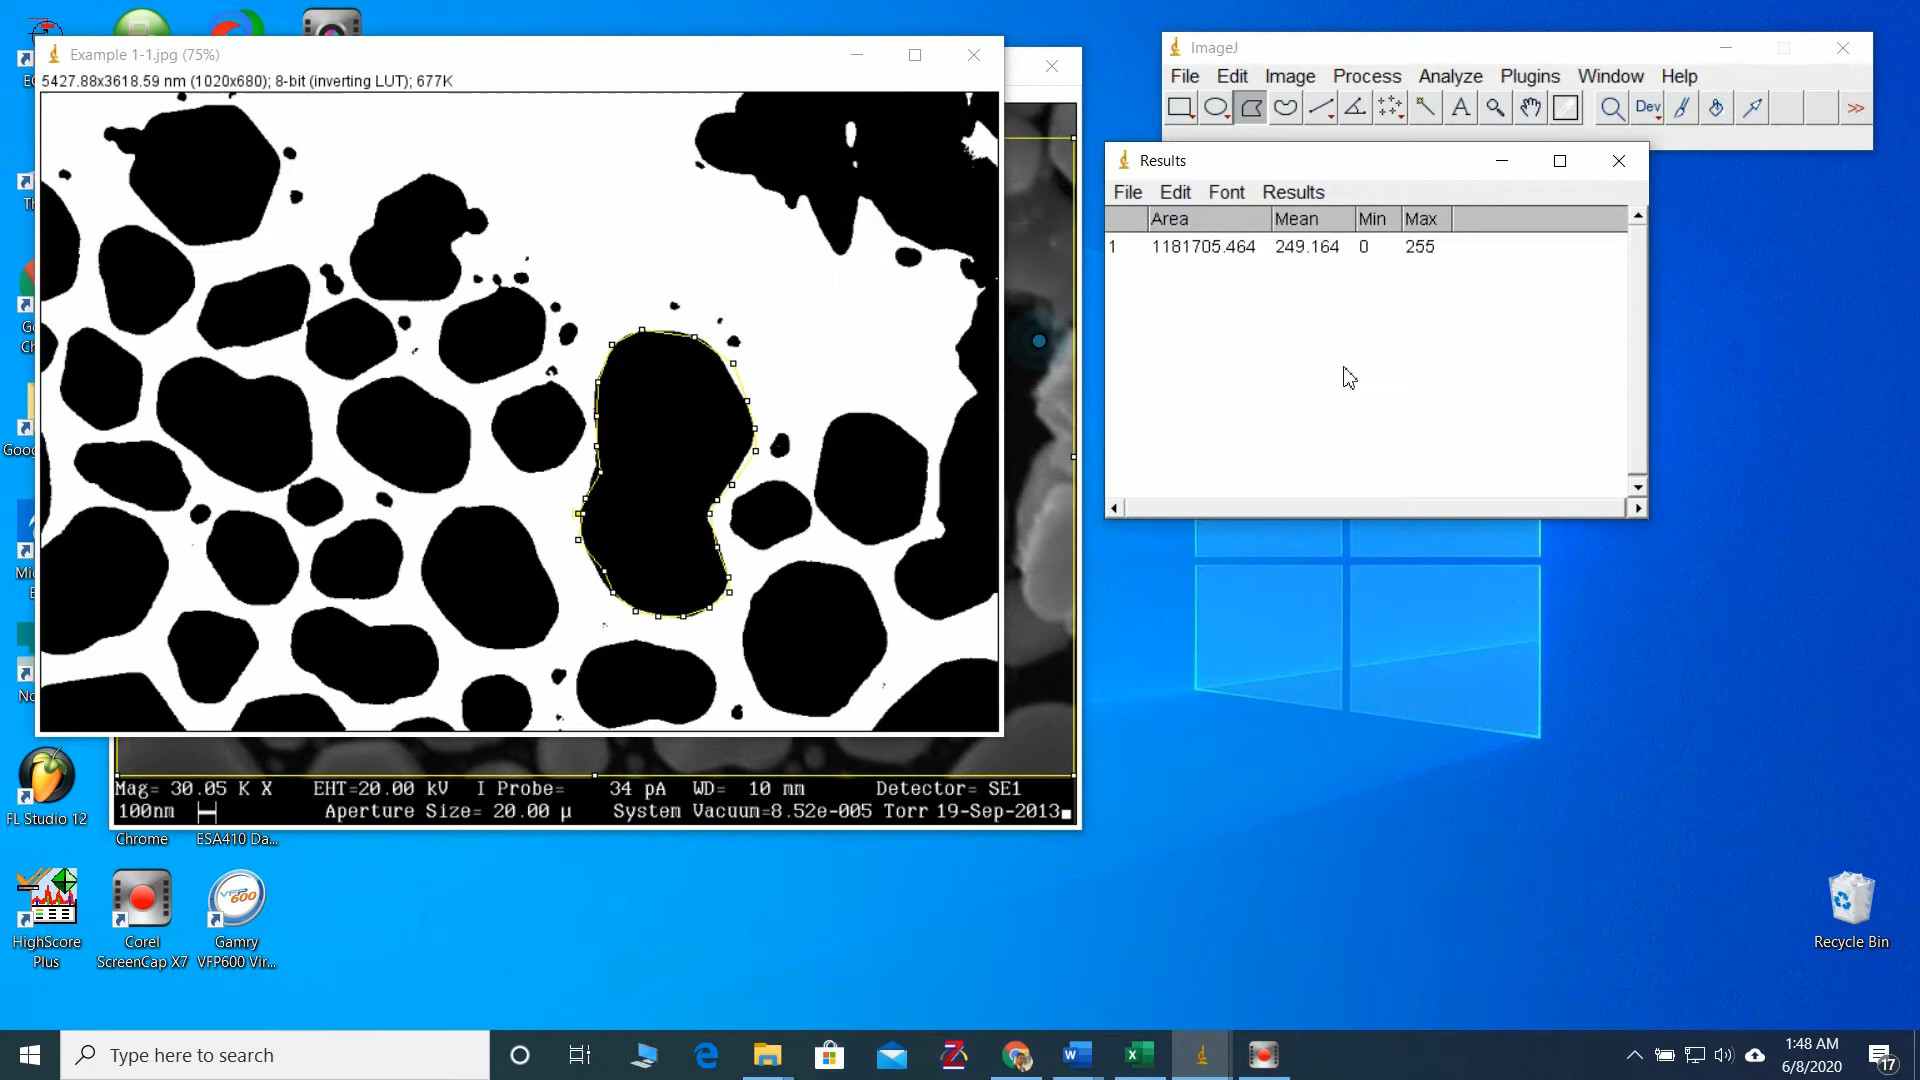 Example 1-1.jpg (75%)
5427.88x3618.59 nm (1020x680); 8-bit (inverting LUT); 677K
ImageJ
File Edit Image Process Analyze Plugins Window Help
A Dev >>
Results
File Edit Font Results
Area Mean Min Max
1 1181705.464 249.164 0 255
Mag= 30.05 K X EHT=20.00 kV I Probe= 34 pA WD= 10 mm Detector= SE1
100nm Aperture Size= 20.00 µ System Vacuum=8.52e-005 Torr 19-Sep-2013
FL Studio 12
Chrome
ESA410 Da...
VFP600
HighScore
Plus
Corel
ScreenCap X7
Gamry
VFP600 Vir...
Recycle Bin
Type here to search
1:48 AM
6/8/2020
17